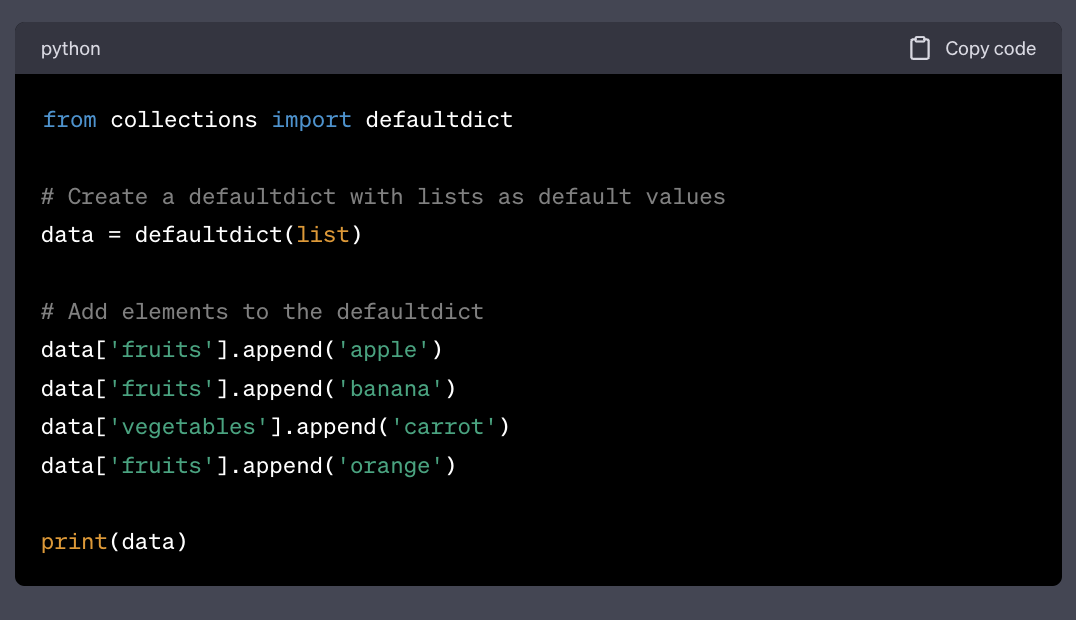 python
Copy code
from collections import defaultdict
# Create a defaultdict with lists as default values
data = defaultdict(list)
# Add elements to the defaultdict
data['fruits'].append('apple')
data['fruits'].append('banana')
data['vegetables'].append('carrot')
data['fruits'].append('orange')
print(data)